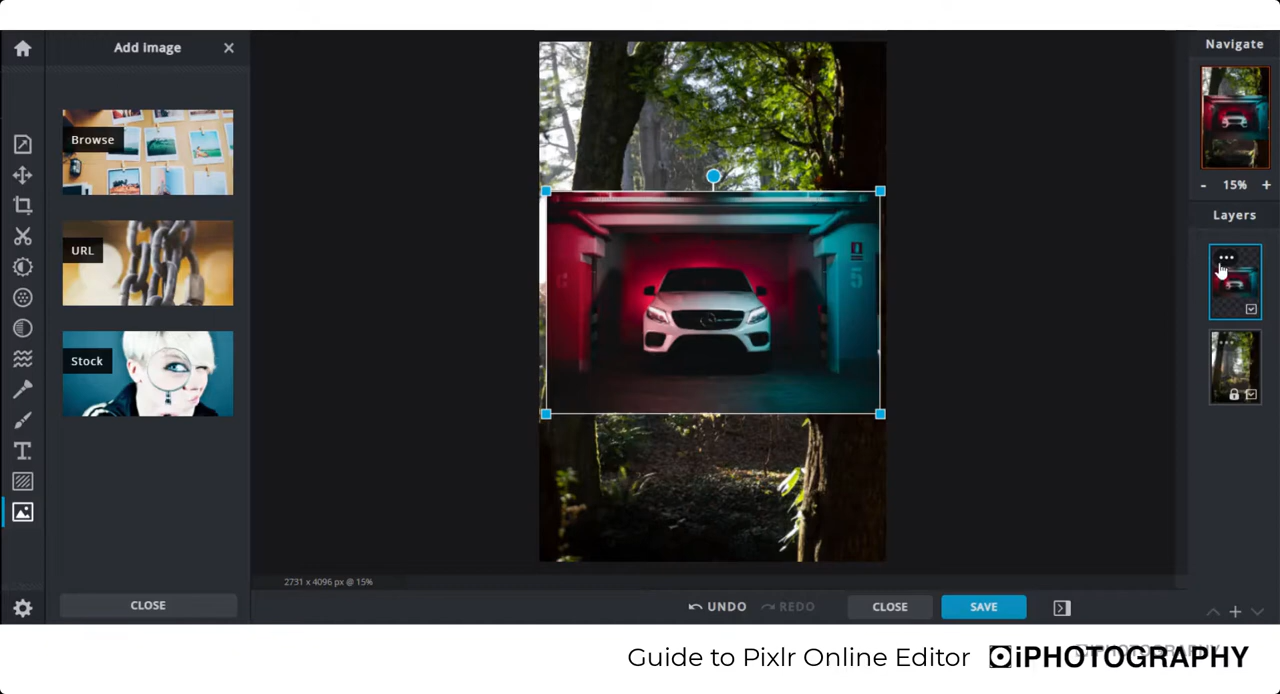 Add image
Navigate
Browse
URL
Stock
- 15% +
Layers
2731 x 4096 px @ 15%
CLOSE
UNDO
REDO
CLOSE
SAVE
Guide to Pixlr Online Editor
iPHOTOGRAPHY